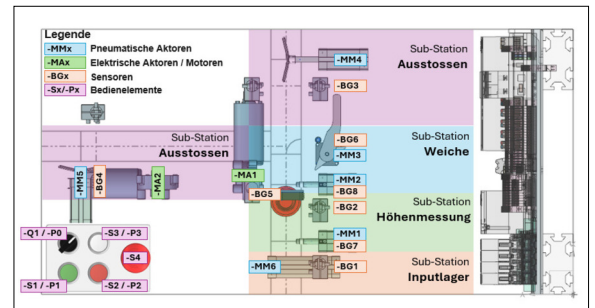 Legende
-MMx Pneumatische Aktoren
-MAx Elektrische Aktoren / Motoren
-BGx Sensoren
-Sx/-Px Bedienelemente
-MM4
Sub-Station
Ausstossen
-BG3
Sub-Station
Ausstossen
-BG6
-MM3
Sub-Station
Weiche
-MA1
-MM2
-BG5
-BG8
-MM5
-BG4
-MA2
-BG2
Sub-Station
Höhenmessung
-MM1
-BG7
-Q1 / -P0
-S3 / -P3
-S4
-MM6
-BG1
Sub-Station
Inputlager
-S1 / -P1
-S2 / -P2